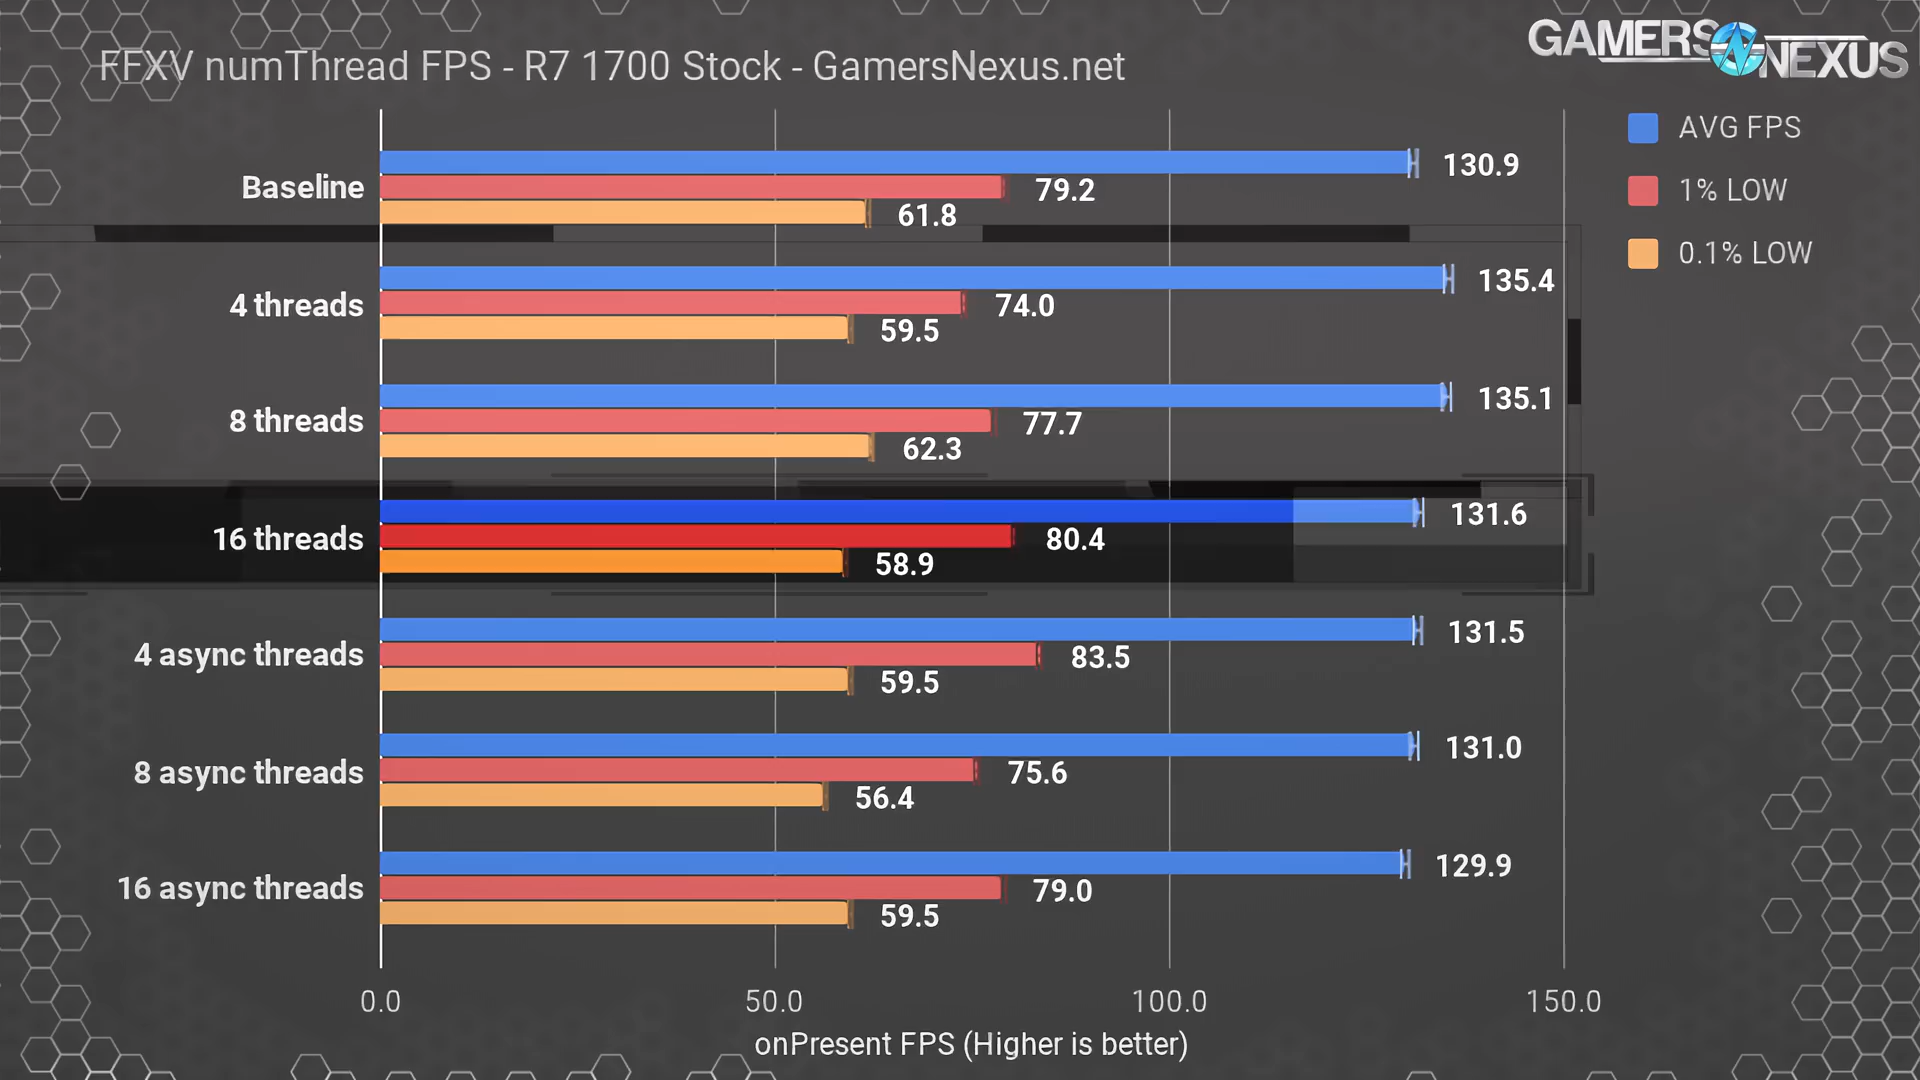 GAMERS NEXUS
FFXV numThread FPS - R7 1700 Stock - GamersNexus.net
AVG FPS
1% LOW
0.1% LOW
Baseline
130.9
79.2
61.8
4 threads
135.4
74.0
59.5
8 threads
135.1
77.7
62.3
16 threads
131.6
80.4
58.9
4 async threads
131.5
83.5
59.5
8 async threads
131.0
75.6
56.4
16 async threads
129.9
79.0
59.5
0.0 50.0 100.0 150.0
onPresent FPS (Higher is better)